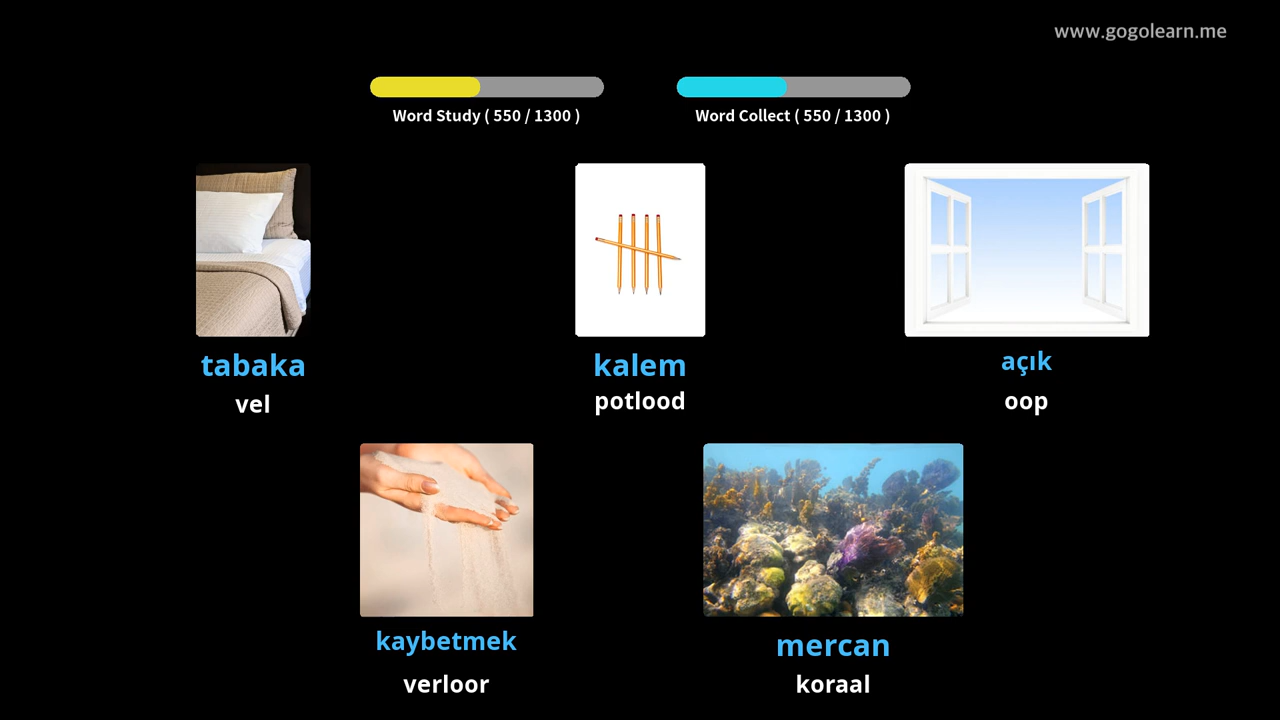 www.gogolearn.me
Word Study ( 550 / 1300 )
Word Collect ( 550 / 1300 )
tabaka
vel
kalem
potlood
açık
oop
kaybetmek
verloor
mercan
koraal